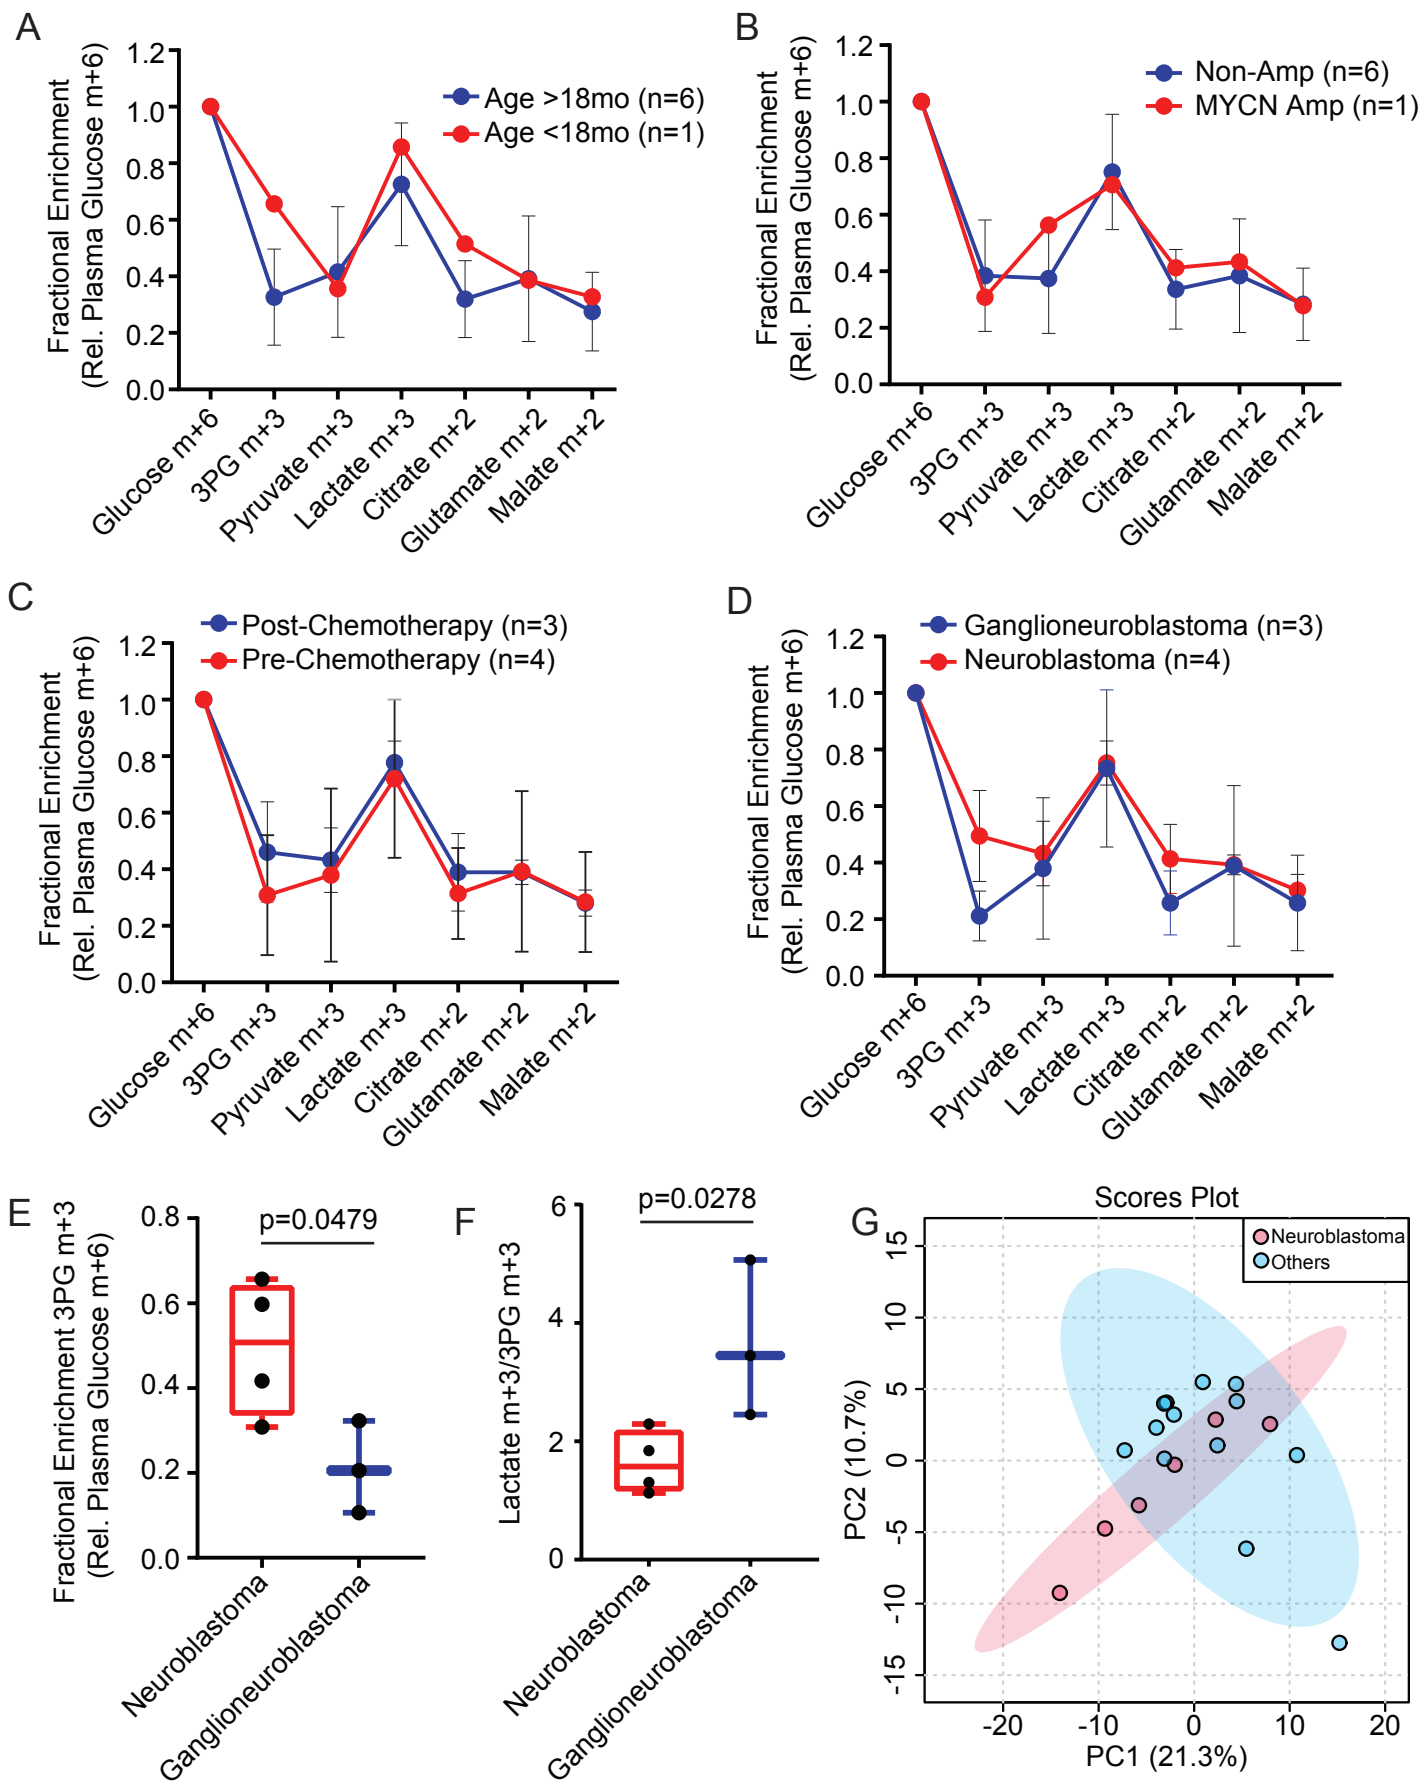 A
Fractional Enrichment
(Rel. Plasma Glucose m+6)
1.2
1.0
0.8
0.6
0.4
0.2
0.0
Age >18mo (n=6)
Age <18mo (n=1)
Glucose m+6
3PG m+3
Pyruvate m+3
Lactate m+3
Citrate m+2
Glutamate m+2
Malate m+2
B
Fractional Enrichment
(Rel. Plasma Glucose m+6)
1.2
1.0
0.8
0.6
0.4
0.2
0.0
Non-Amp (n=6)
MYCN Amp (n=1)
Glucose m+6
3PG m+3
Pyruvate m+3
Lactate m+3
Citrate m+2
Glutamate m+2
Malate m+2
C
Fractional Enrichment
(Rel. Plasma Glucose m+6)
1.2
1.0
0.8
0.6
0.4
0.2
0.0
Post-Chemotherapy (n=3)
Pre-Chemotherapy (n=4)
Glucose m+6
3PG m+3
Pyruvate m+3
Lactate m+3
Citrate m+2
Glutamate m+2
Malate m+2
D
Fractional Enrichment
(Rel. Plasma Glucose m+6)
1.2
1.0
0.8
0.6
0.4
0.2
0.0
Ganglioneuroblastoma (n=3)
Neuroblastoma (n=4)
Glucose m+6
3PG m+3
Pyruvate m+3
Lactate m+3
Citrate m+2
Glutamate m+2
Malate m+2
E
Fractional Enrichment 3PG m+3
(Rel. Plasma Glucose m+6)
0.8
0.6
0.4
0.2
0.0
p=0.0479
Neuroblastoma
Ganglioneuroblastoma
F
Lactate m+3/3PG m+3
6
4
2
0
p=0.0278
Neuroblastoma
Ganglioneuroblastoma
G
Scores Plot
Neuroblastoma
Others
PC2 (10.7%)
15
10
5
0
-5
-10
-15
-20
-10
0
10
20
PC1 (21.3%)